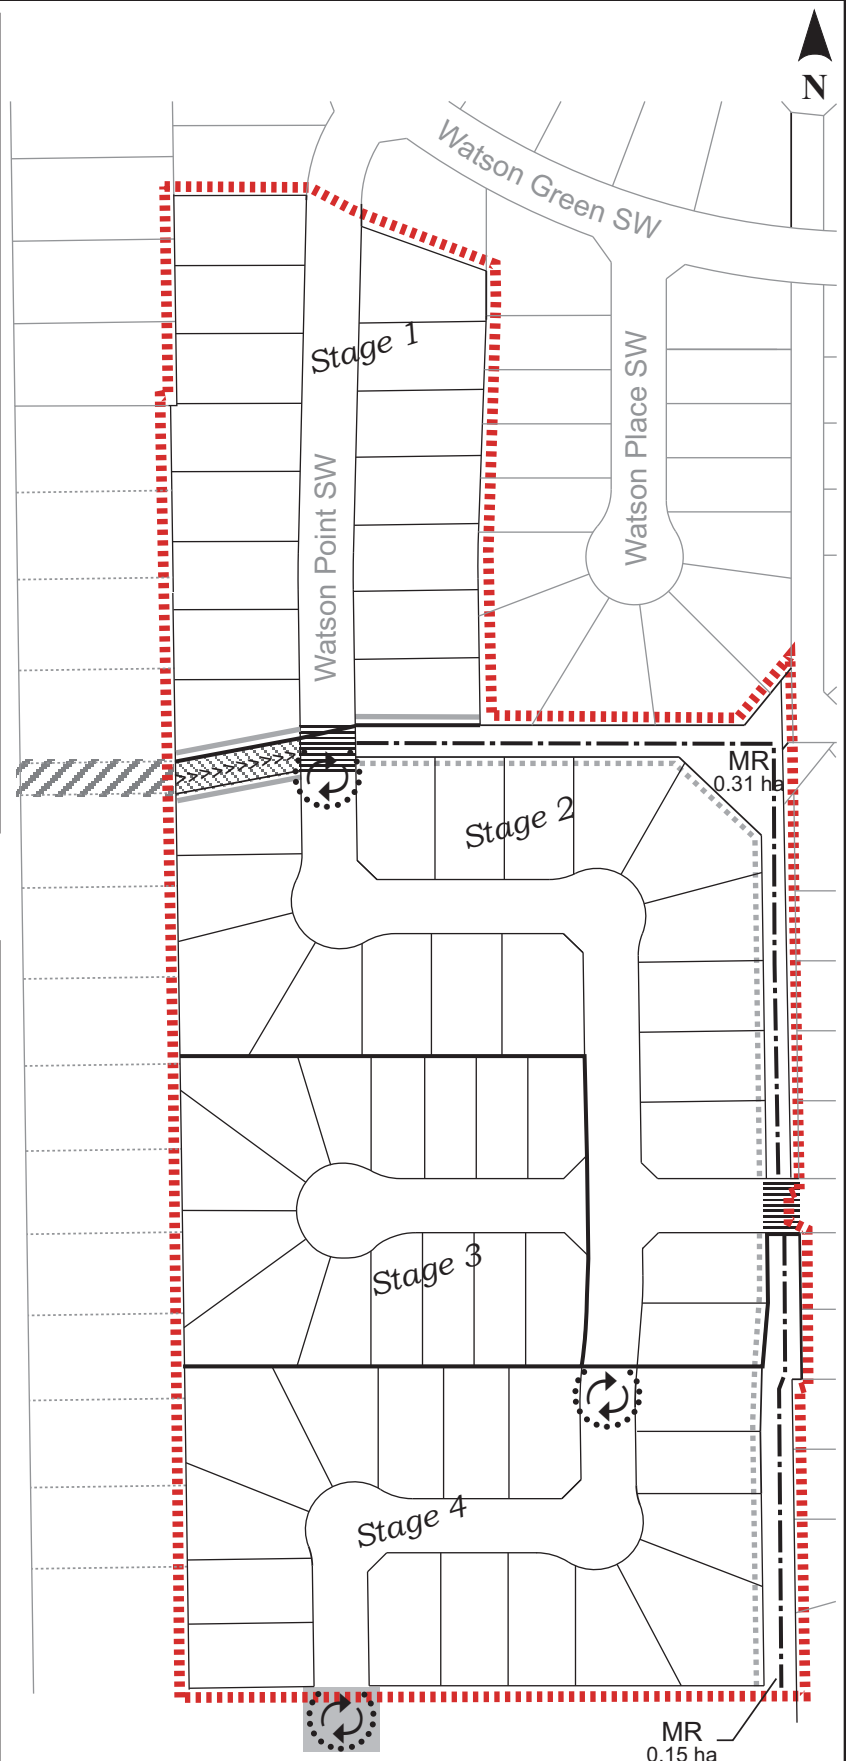 N
Watson Green SW
Stage 1
Watson Place SW
Watson Point SW
MR
0.31 ha
Stage 2
Stage 3
Stage 4
MR
0.15 ha